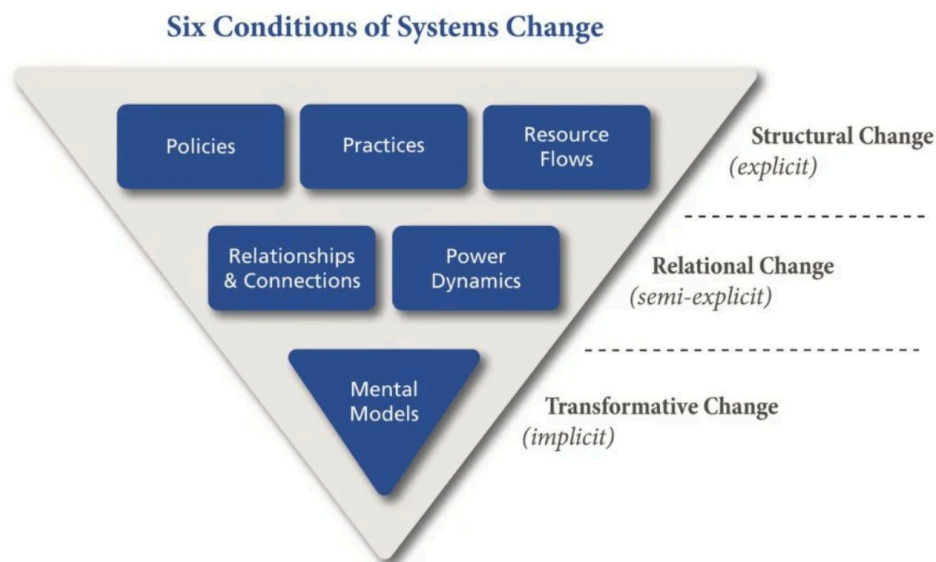 Six Conditions of Systems Change
Policies
Practices
Resource
Flows
Structural Change
(explicit)
Relationships
& Connections
Power
Dynamics
Relational Change
(semi-explicit)
Mental
Models
Transformative Change
(implicit)